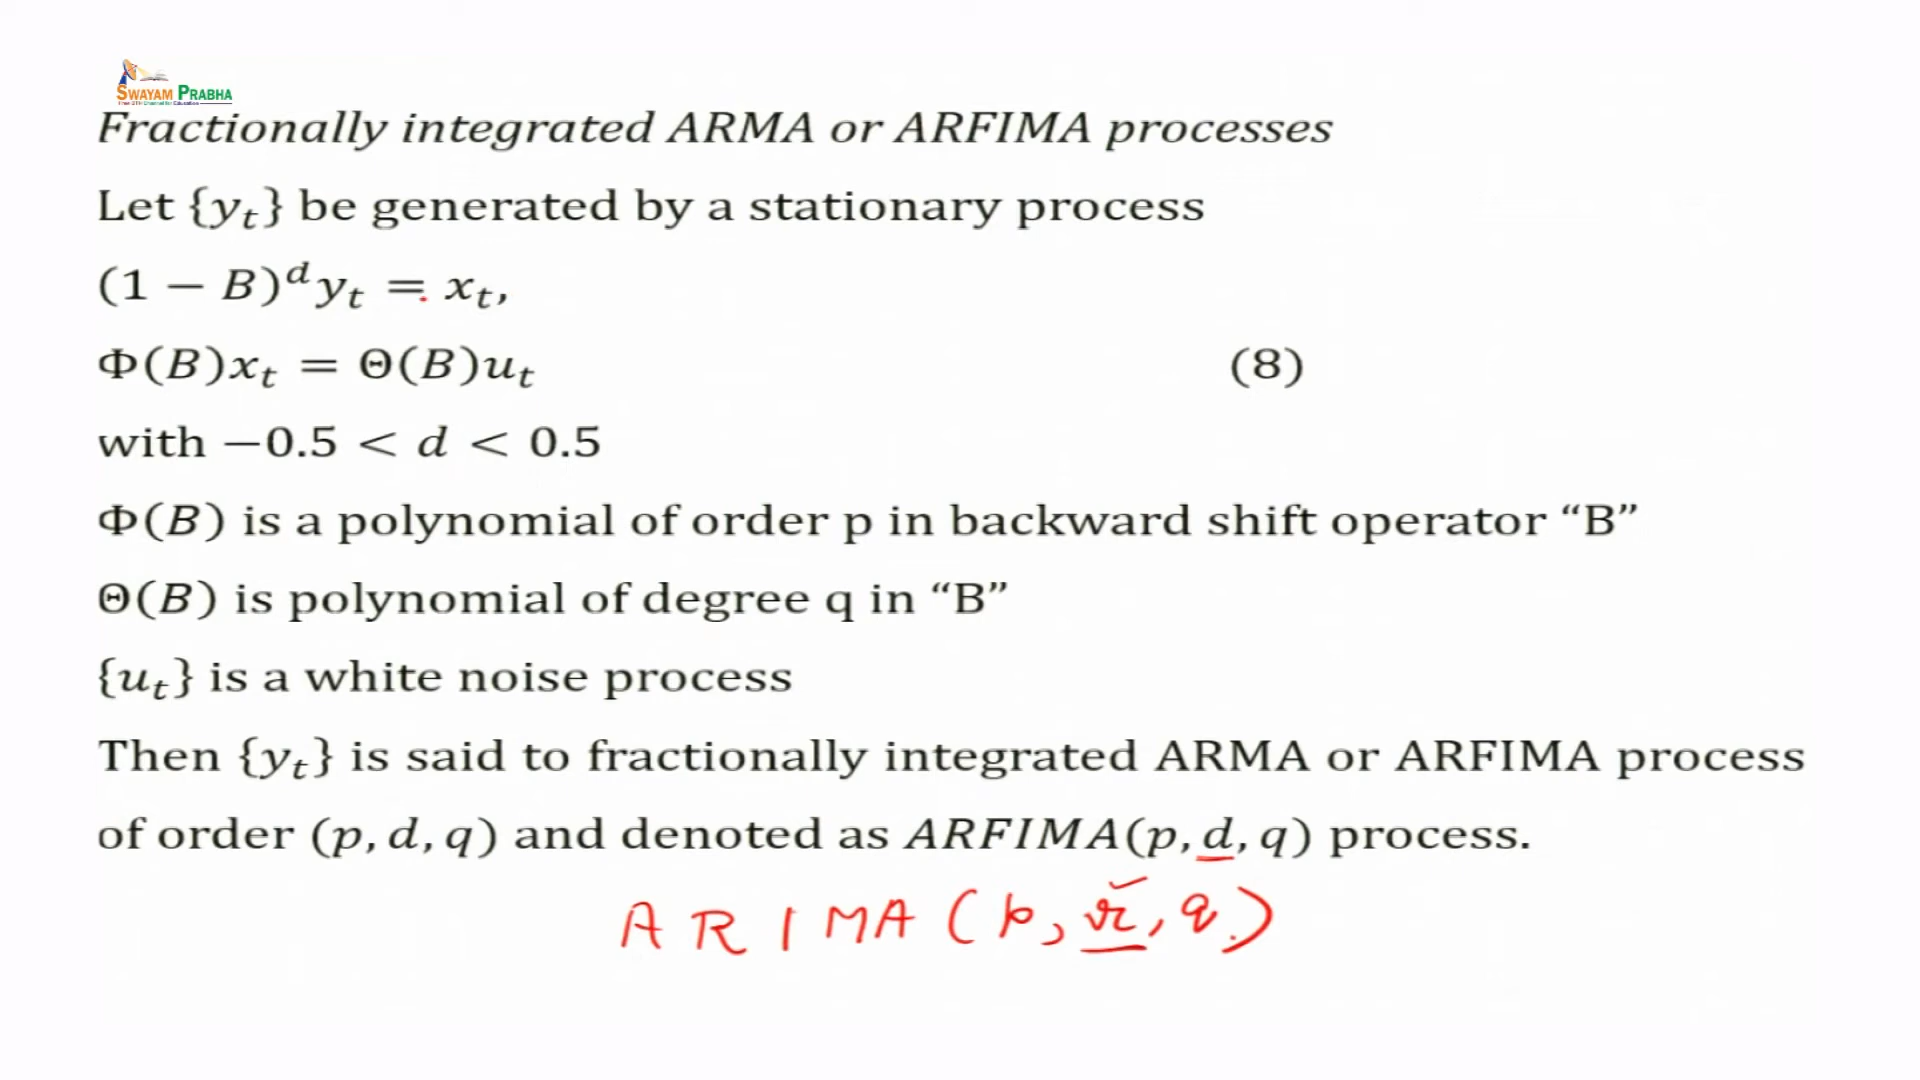 SWAYAM PRABHA
Fractionally integrated ARMA or ARFIMA processes
Let {y_t} be generated by a stationary process
(1 − B)^d y_t = x_t,
Φ(B)x_t = Θ(B)u_t (8)
with −0.5 < d < 0.5
Φ(B) is a polynomial of order p in backward shift operator “B”
Θ(B) is polynomial of degree q in “B”
{u_t} is a white noise process
Then {y_t} is said to fractionally integrated ARMA or ARFIMA process
of order (p, d, q) and denoted as ARFIMA(p, d, q) process.
ARIMA (p, r, q)